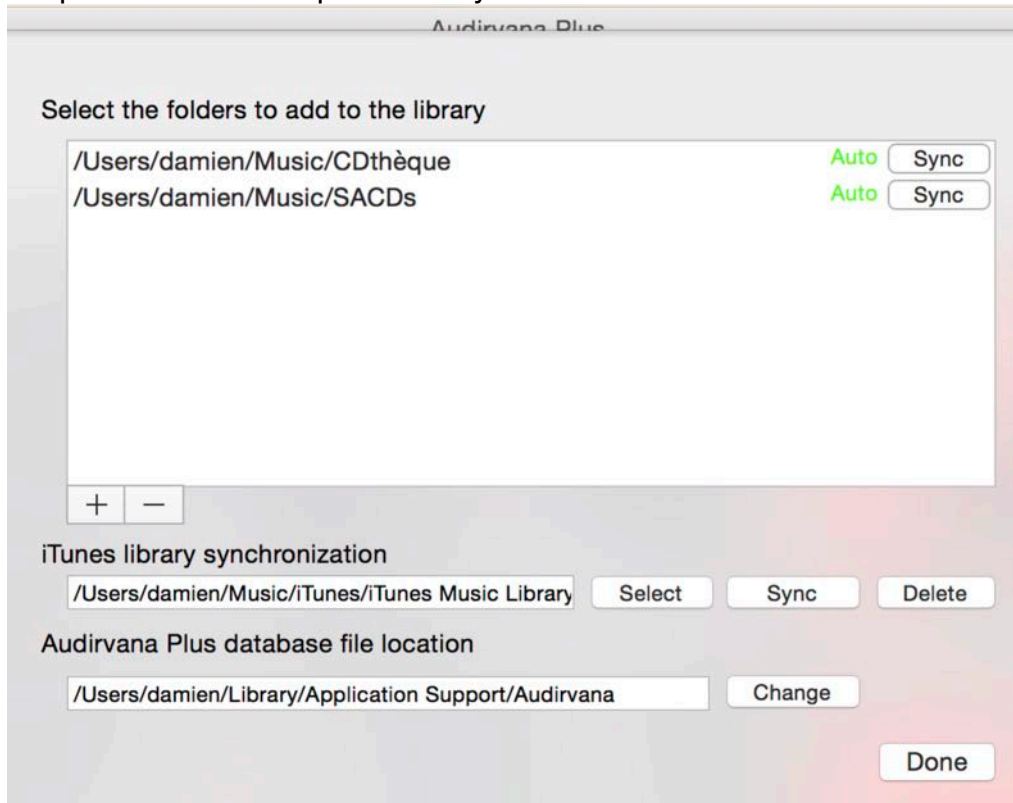 Audirvana Plus
Select the folders to add to the library
/Users/damien/Music/CDthèque Auto Sync
/Users/damien/Music/SACDs Auto Sync
+ −
iTunes library synchronization
/Users/damien/Music/iTunes/iTunes Music Library Select Sync Delete
Audirvana Plus database file location
/Users/damien/Library/Application Support/Audirvana Change
Done